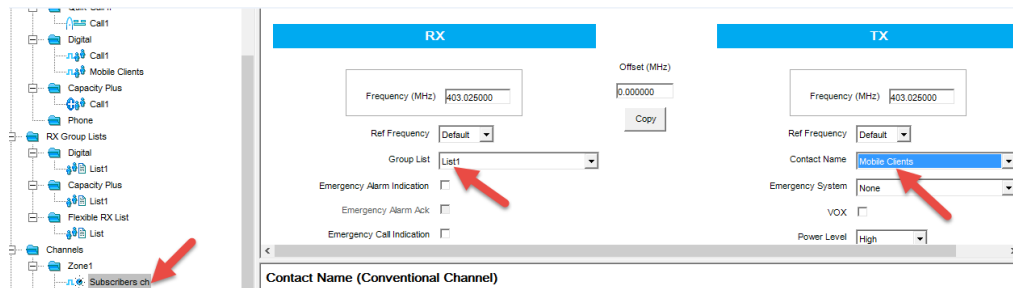 Call1
Digital
Call1
Mobile Clients
Capacity Plus
Call1
Phone
RX Group Lists
Digital
List1
Capacity Plus
List1
Flexible RX List
List
Channels
Zone1
Subscribers ch
RX
Frequency (MHz) 403.025000
Ref Frequency Default
Group List List1
Emergency Alarm Indication
Emergency Alarm Ack
Emergency Call Indication
Offset (MHz)
0.000000
Copy
TX
Frequency (MHz) 403.025000
Ref Frequency Default
Contact Name Mobile Clients
Emergency System None
VOX
Power Level High
Contact Name (Conventional Channel)